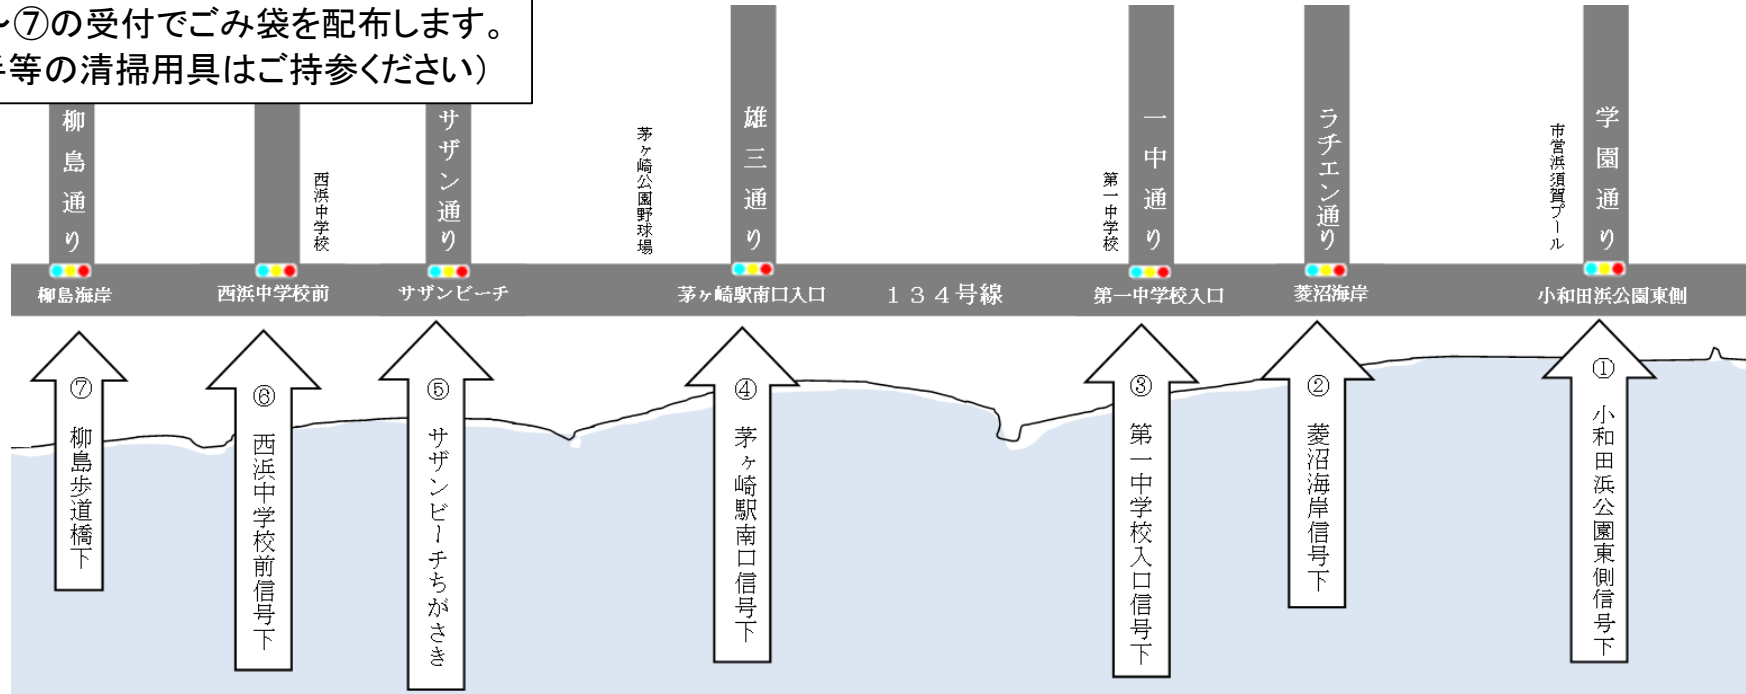 ～⑦の受付でごみ袋を配布します。
等の清掃用具はご持参ください）
柳島通り
西浜中学校
サザン通り
茅ヶ崎公園野球場
雄三通り
第一中学校
一中通り
ラチエン通り
市営浜須賀プール
学園通り
柳島海岸
西浜中学校前
サザンビーチ
茅ヶ崎駅南口入口
１３４号線
第一中学校入口
菱沼海岸
小和田浜公園東側
⑦ 柳島歩道橋下
⑥ 西浜中学校前信号下
⑤ サザンビーチちがさき
④ 茅ヶ崎駅南口信号下
③ 第一中学校入口信号下
② 菱沼海岸信号下
① 小和田浜公園東側信号下